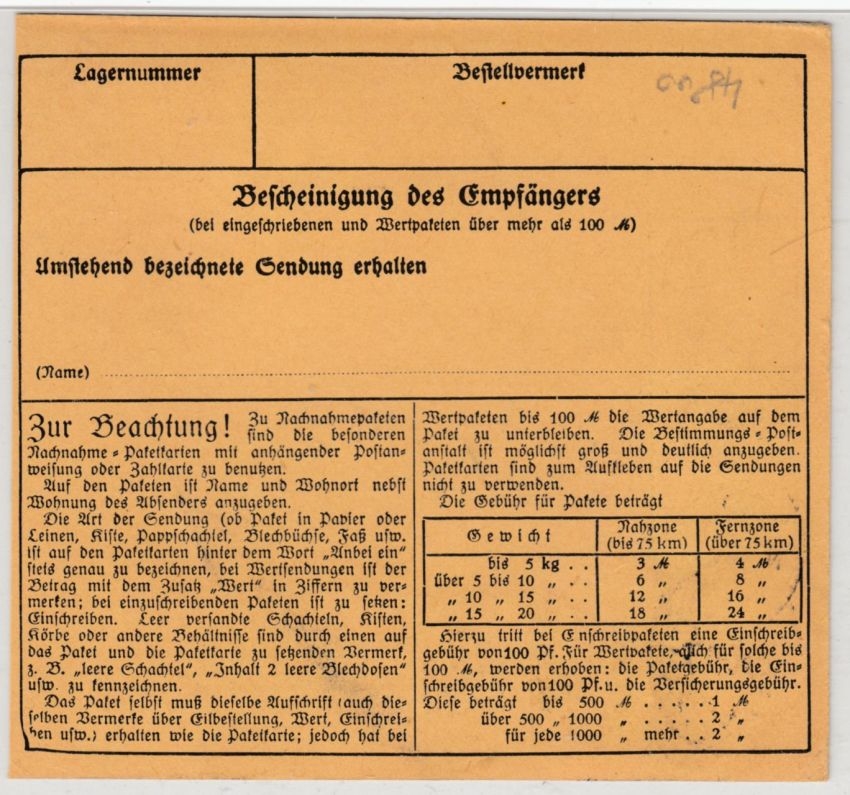 Lagernummer
Bestellvermerk
Bescheinigung des Empfängers
(bei eingeschriebenen und Wertpaketen über mehr als 100 ℳ)
Umstehend bezeichnete Sendung erhalten
(Name)
Zur Beachtung! Zu Nachnahmepaketen
sind die besonderen
Nachnahme-Paketkarten mit anhängender Postan-
weisung oder Zahlkarte zu benutzen.
Auf den Paketen ist Name und Wohnort nebst
Wohnung des Absenders anzugeben.
Die Art der Sendung (ob Paket in Papier oder
Leinen, Kiste, Pappschachtel, Blechbüchse, Faß usw.
ist auf den Paketkarten hinter dem Wort „Anbei ein“
stets genau zu bezeichnen, bei Wertsendungen ist der
Betrag mit dem Zusatz „Wert“ in Ziffern zu ver-
merken; bei einzuschreibenden Paketen ist zu setzen:
Einschreiben. Leer versandte Schachteln, Kisten,
Körbe oder andere Behältnisse sind durch einen auf
das Paket und die Paketkarte zu setzenden Vermerk,
z. B. „leere Schachtel“, „Inhalt 2 leere Blechdosen“
usw. zu kennzeichnen.
Das Paket selbst muß dieselbe Aufschrift (auch die-
selben Vermerke über Eilbestellung, Wert, Einschrei-
ben usw.) erhalten wie die Paketkarte; jedoch hat bei
Wertpaketen bis 100 ℳ die Wertangabe auf dem
Paket zu unterbleiben. Die Bestimmungs-Post-
anstalt ist möglichst groß und deutlich anzugeben.
Paketkarten sind zum Aufkleben auf die Sendungen
nicht zu verwenden.
Die Gebühr für Pakete beträgt
Gewicht Nahzone (bis 75 km) Fernzone (über 75 km)
bis 5 kg . . 3 ℳ 4 ℳ
über 5 bis 10 „ . . 6 „ 8 „
„ 10 „ 15 „ . . 12 „ 16 „
„ 15 „ 20 „ . . 18 „ 24 „
Hierzu tritt bei Enschreibpaketen eine Einschreib-
gebühr von 100 Pf. Für Wertpakete, auch für solche bis
100 ℳ, werden erhoben: die Paketgebühr, die Ein-
schreibgebühr von 100 Pf. u. die Versicherungsgebühr.
Diese beträgt bis 500 ℳ . . . . . 1 ℳ
über 500 „ 1000 „ . . . . . 2 „
für jede 1000 „ mehr . . 2 „